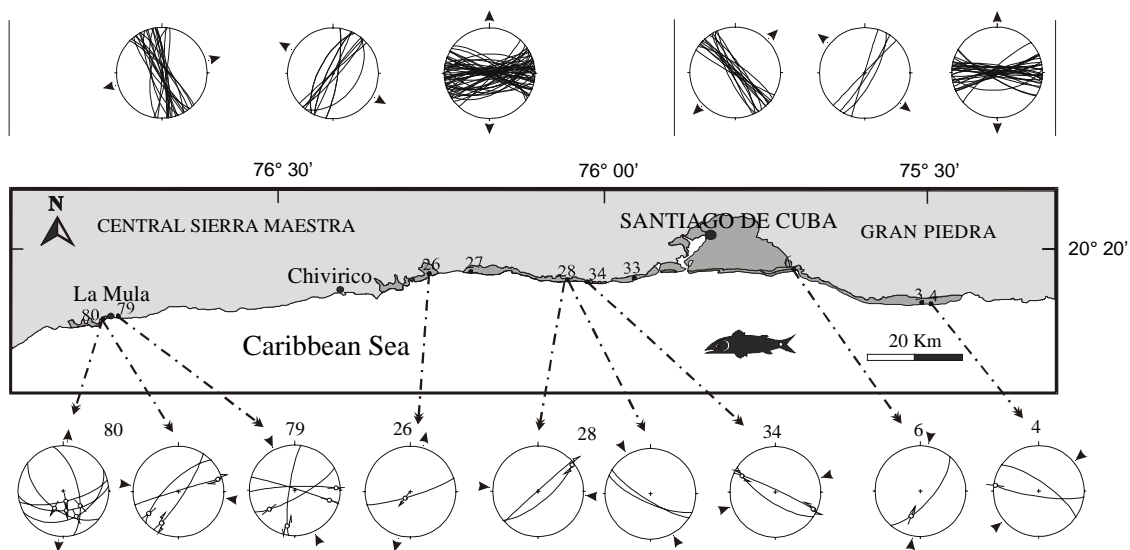 76° 30’ 76° 00’ 75° 30’
N
CENTRAL SIERRA MAESTRA SANTIAGO DE CUBA GRAN PIEDRA
20° 20’
Chivirico 26 27 28 34 33 6 3 4
La Mula
80 79
Caribbean Sea 20 Km
80 79 26 28 34 6 4